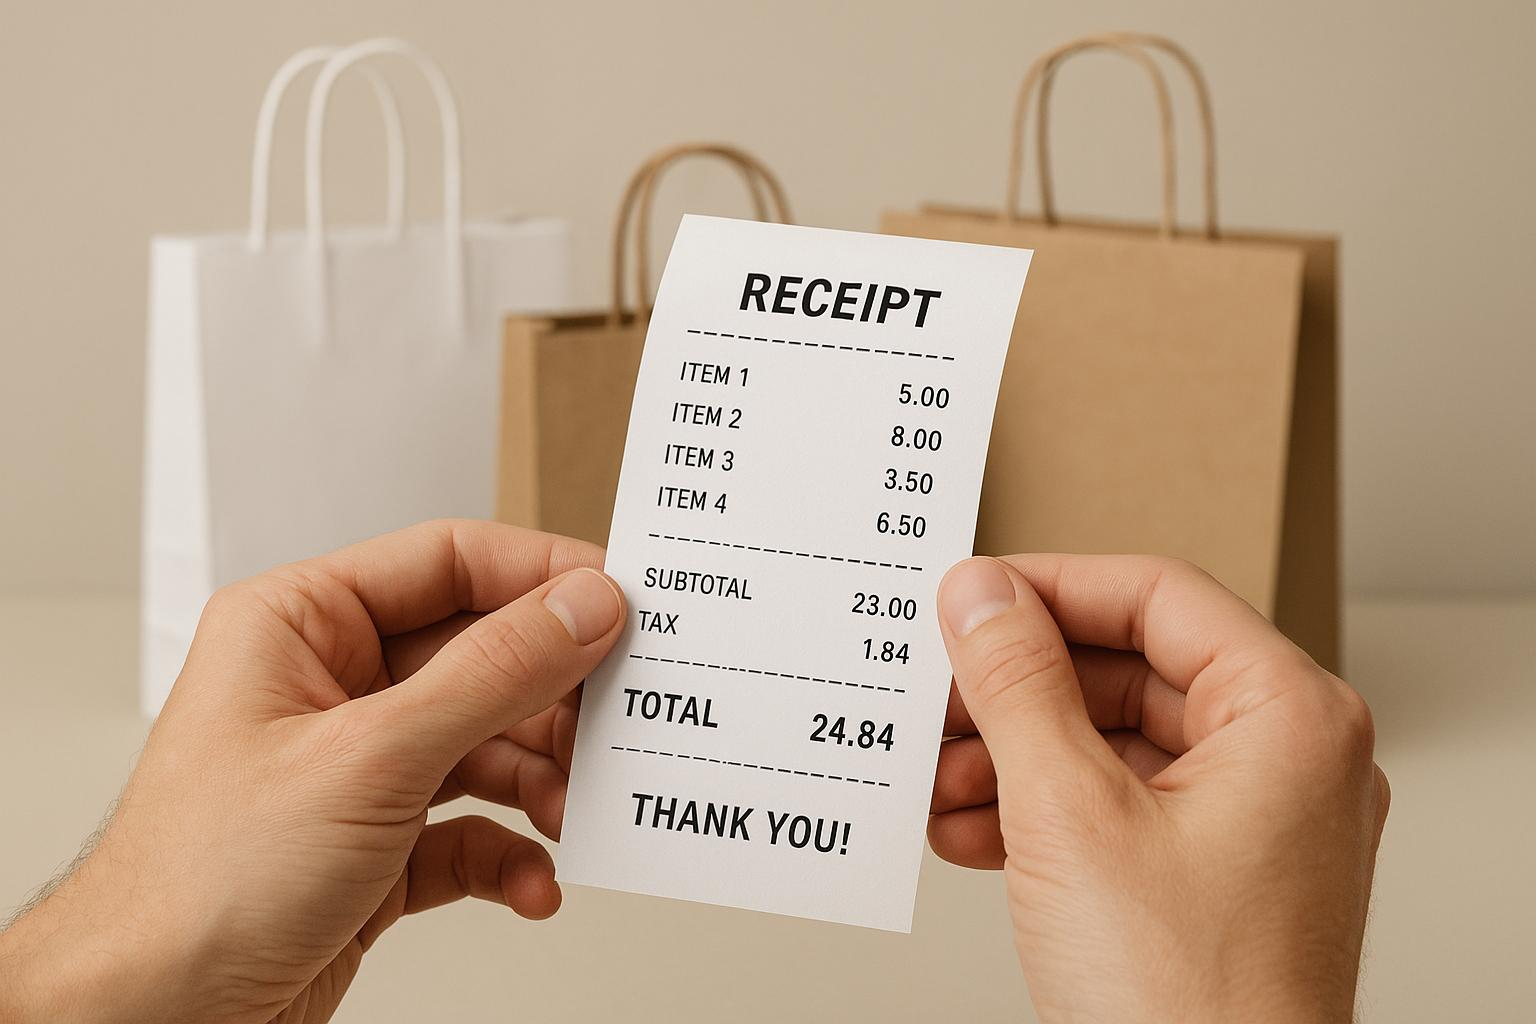 RECEIPT
ITEM 1 5.00
ITEM 2 8.00
ITEM 3 3.50
ITEM 4 6.50
SUBTOTAL 23.00
TAX 1.84
TOTAL 24.84
THANK YOU!